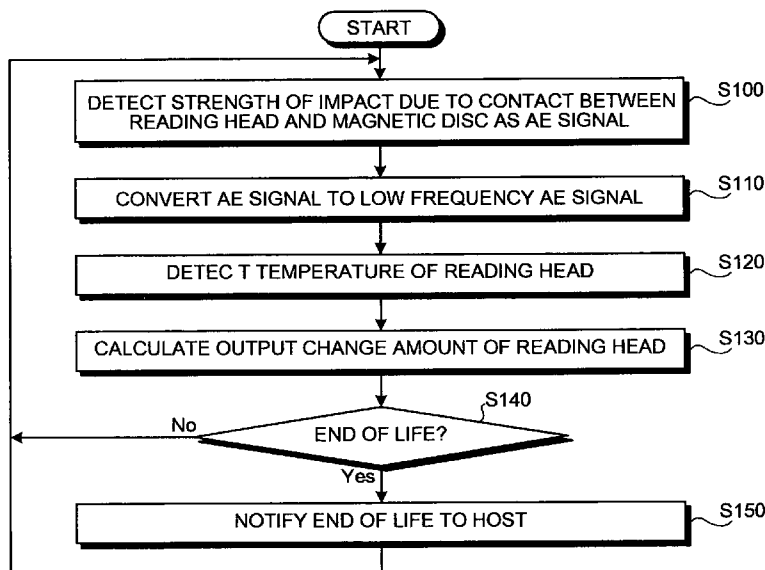 START
DETECT STRENGTH OF IMPACT DUE TO CONTACT BETWEEN
READING HEAD AND MAGNETIC DISC AS AE SIGNAL
S100
CONVERT AE SIGNAL TO LOW FREQUENCY AE SIGNAL
S110
DETEC T TEMPERATURE OF READING HEAD
S120
CALCULATE OUTPUT CHANGE AMOUNT OF READING HEAD
S130
END OF LIFE?
S140
No
Yes
NOTIFY END OF LIFE TO HOST
S150